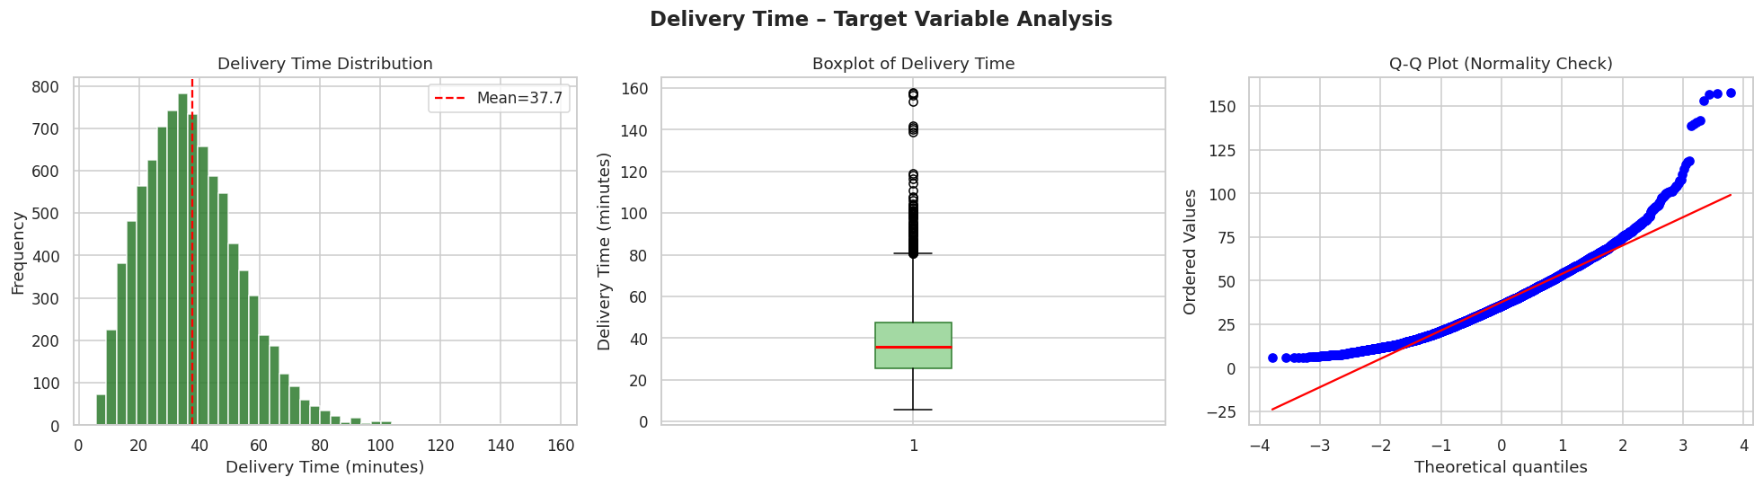 Delivery Time – Target Variable Analysis
Delivery Time Distribution
800
700
600
500
400
300
200
100
0
Frequency
Mean=37.7
0 20 40 60 80 100 120 140 160
Delivery Time (minutes)
Boxplot of Delivery Time
160
140
120
100
80
60
40
20
0
Delivery Time (minutes)
1
Q-Q Plot (Normality Check)
150
125
100
75
50
25
0
−25
Ordered Values
−4 −3 −2 −1 0 1 2 3 4
Theoretical quantiles